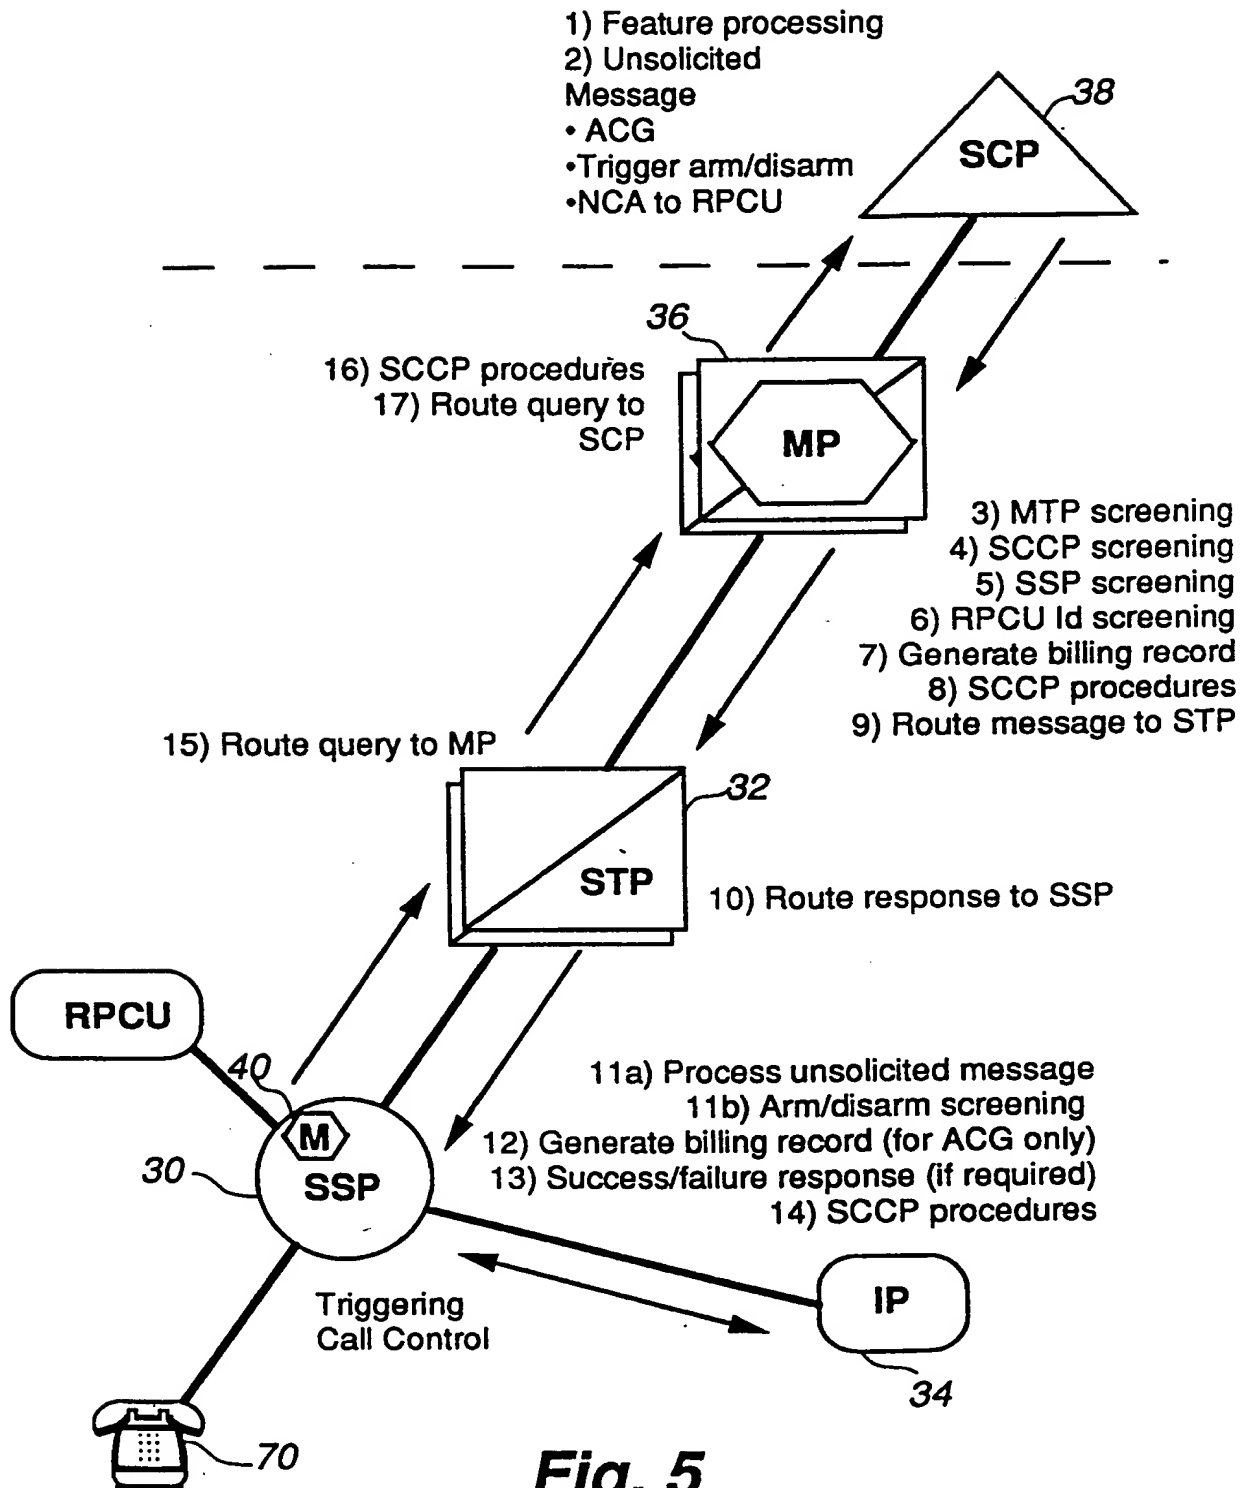 1) Feature processing
2) Unsolicited
Message
• ACG
•Trigger arm/disarm
•NCA to RPCU
38
SCP
36
16) SCCP procedures
17) Route query to
SCP
MP
3) MTP screening
4) SCCP screening
5) SSP screening
6) RPCU Id screening
7) Generate billing record
8) SCCP procedures
9) Route message to STP
15) Route query to MP
32
STP
10) Route response to SSP
RPCU
40
M
SSP
30
11a) Process unsolicited message
11b) Arm/disarm screening
12) Generate billing record (for ACG only)
13) Success/failure response (if required)
14) SCCP procedures
Triggering
Call Control
IP
34
70
Fig. 5